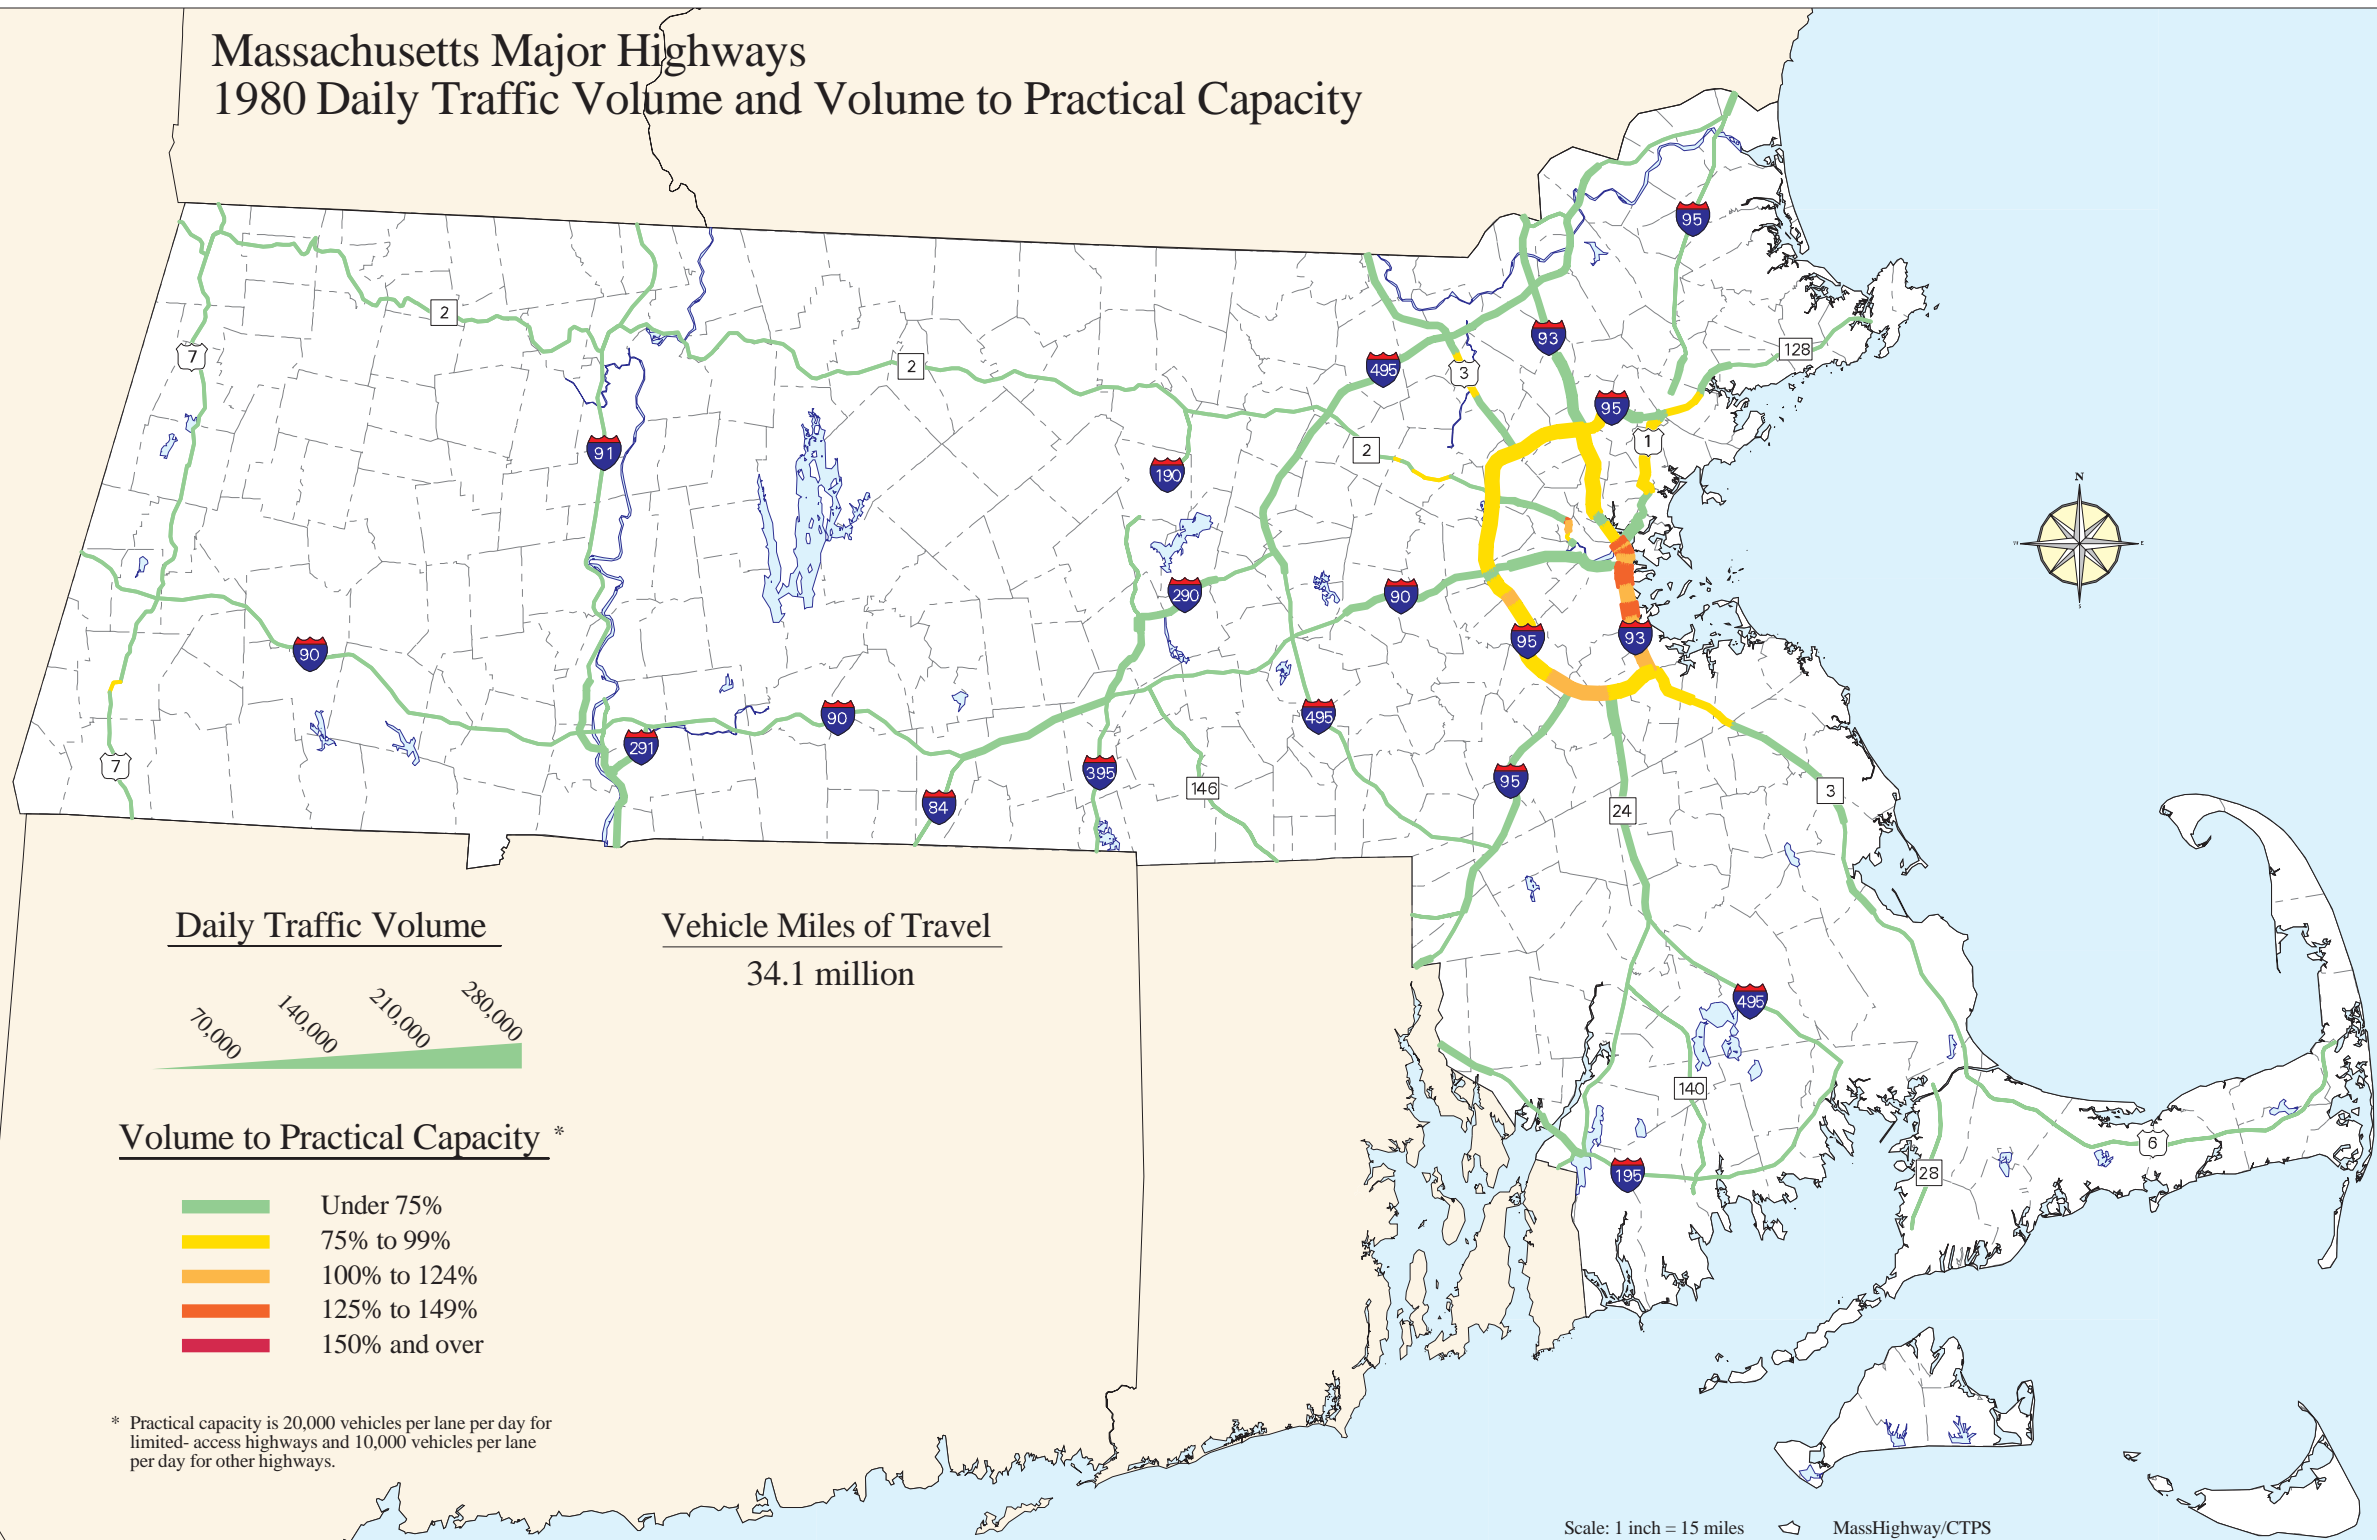 Massachusetts Major Highways
1980 Daily Traffic Volume and Volume to Practical Capacity
95
2
7
93
128
2
495
3
95
1
91
2
190
N
W
E
S
290
90
95
93
90
90
495
291
7
395
95
146
84
24
3
Daily Traffic Volume
70,000
140,000
210,000
280,000
Vehicle Miles of Travel
34.1 million
495
140
6
28
195
Volume to Practical Capacity *
Under 75%
75% to 99%
100% to 124%
125% to 149%
150% and over
* Practical capacity is 20,000 vehicles per lane per day for
limited- access highways and 10,000 vehicles per lane
per day for other highways.
Scale: 1 inch = 15 miles
MassHighway/CTPS